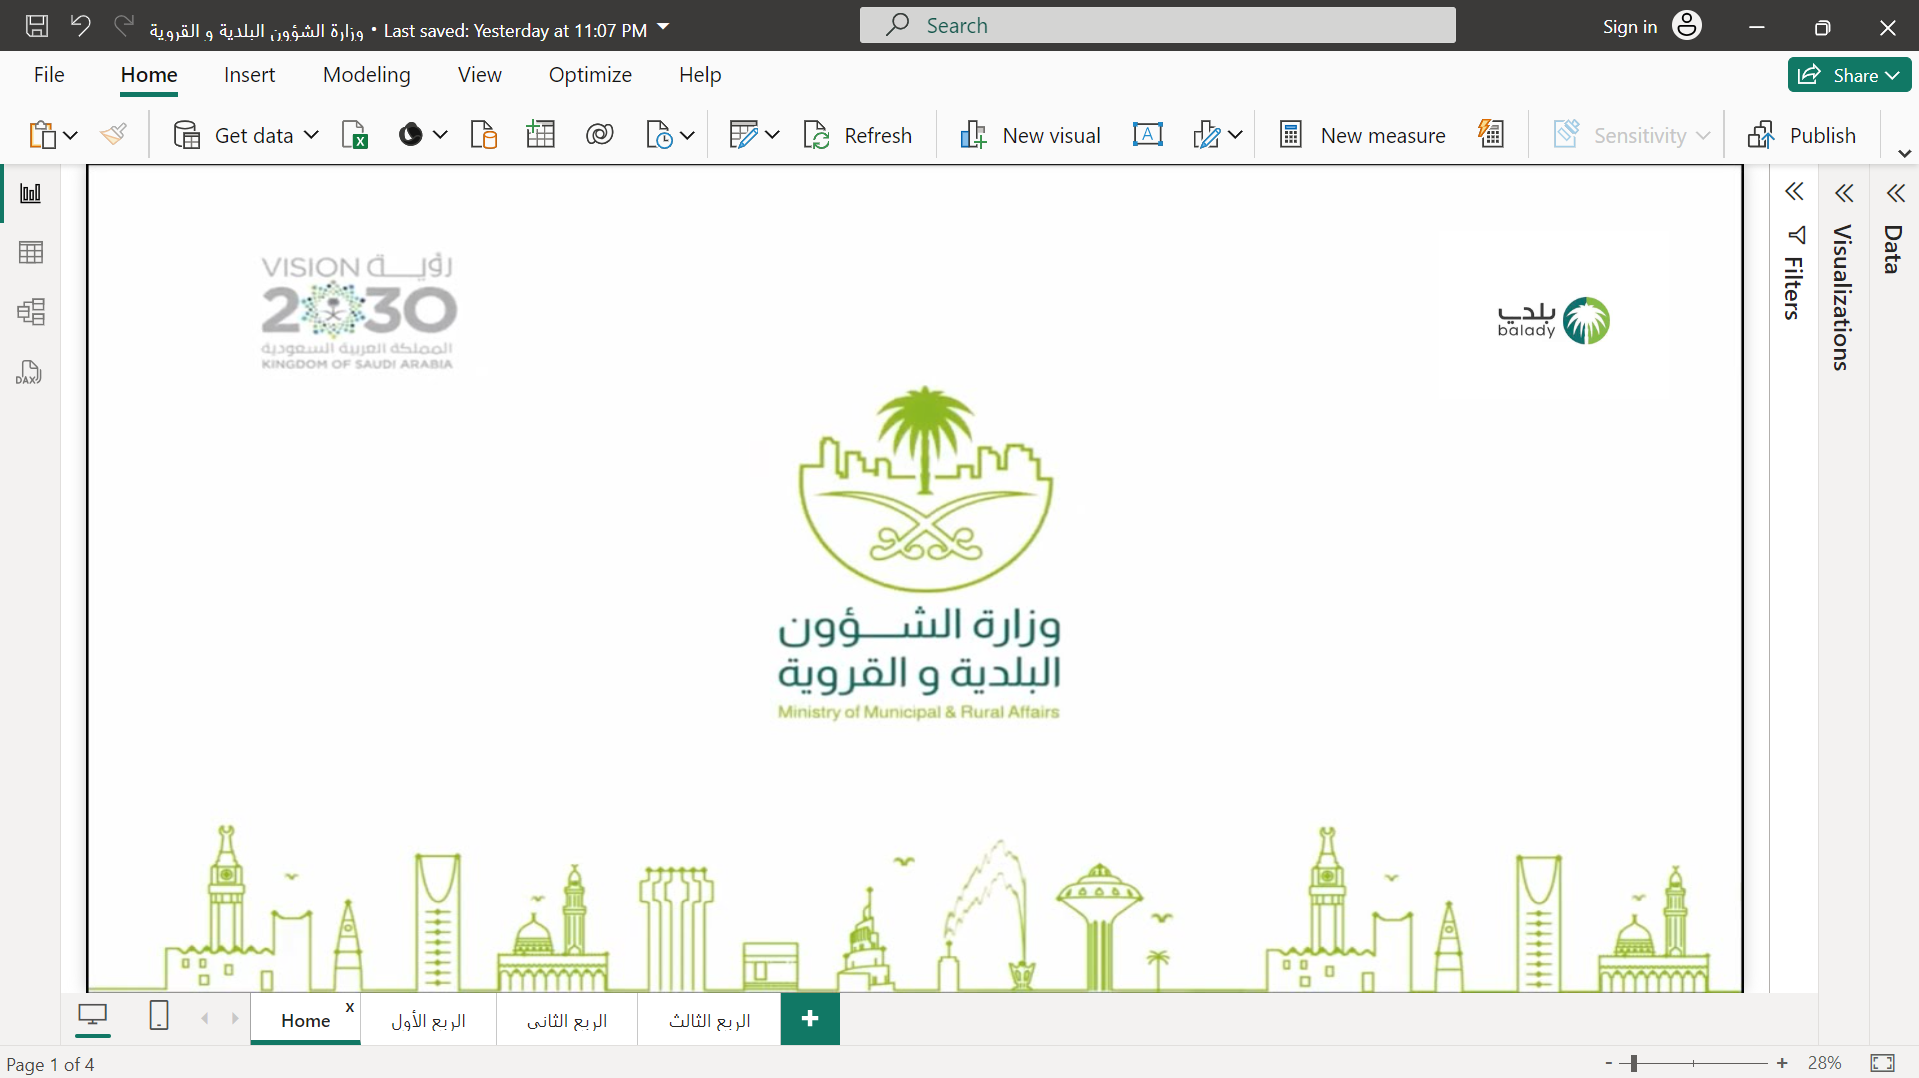 وزارة الشؤون البلدية و القروية • Last saved: Yesterday at 11:07 PM
Search
Sign in
File Home Insert Modeling View Optimize Help
Share
Get data
Refresh
New visual
New measure
Sensitivity
Publish
VISION رؤيــة
2030
المملكة العربية السعودية
KINGDOM OF SAUDI ARABIA
بلدي
balady
وزارة الشـــؤون
البلدية و القروية
Ministry of Municipal & Rural Affairs
Filters
Visualizations
Data
DAX
Home x
الربع الأول
الربع الثاني
الربع الثالث
+
Page 1 of 4
- + 28%